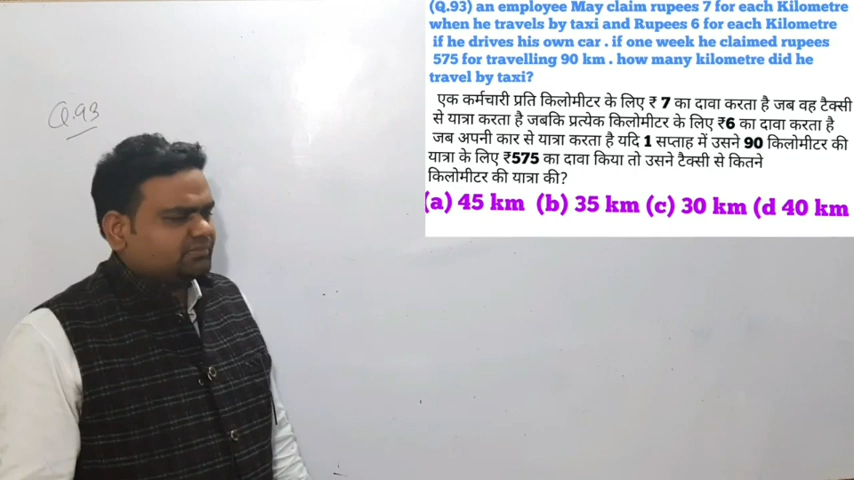 Q.93
(Q.93) an employee May claim rupees 7 for each Kilometre
when he travels by taxi and Rupees 6 for each Kilometre
if he drives his own car . if one week he claimed rupees
575 for travelling 90 km . how many kilometre did he
travel by taxi?
एक कर्मचारी प्रति किलोमीटर के लिए ₹ 7 का दावा करता है जब वह टैक्सी
से यात्रा करता है जबकि प्रत्येक किलोमीटर के लिए ₹6 का दावा करता है
जब अपनी कार से यात्रा करता है यदि 1 सप्ताह में उसने 90 किलोमीटर की
यात्रा के लिए ₹575 का दावा किया तो उसने टैक्सी से कितने
किलोमीटर की यात्रा की?
(a) 45 km (b) 35 km (c) 30 km (d 40 km